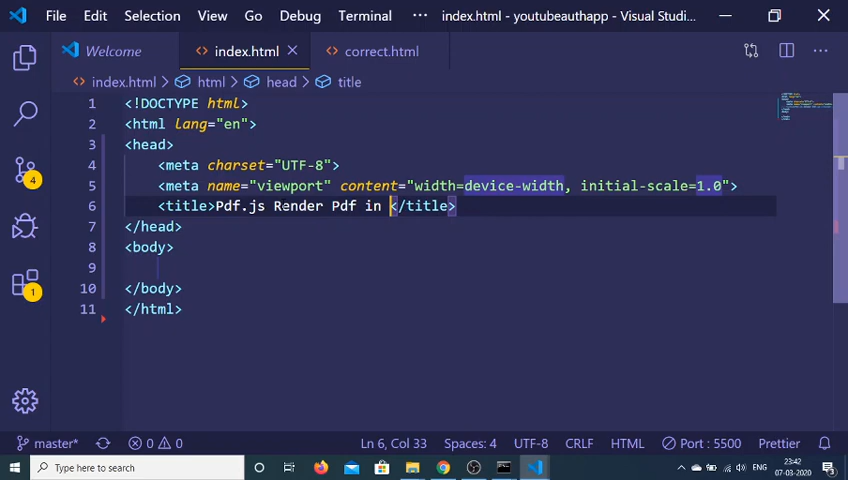 File Edit Selection View Go Debug Terminal ··· index.html - youtubeauthapp - Visual Studi...
Welcome <> index.html × <> correct.html ···
<> index.html > html > head > title
1 <!DOCTYPE html>
2 <html lang="en">
3 <head>
4 <meta charset="UTF-8">
5 <meta name="viewport" content="width=device-width, initial-scale=1.0">
6 <title>Pdf.js Render Pdf in </title>
7 </head>
8 <body>
9
10 </body>
11 </html>
4
1
master* 0 0 Ln 6, Col 33 Spaces: 4 UTF-8 CRLF HTML Port : 5500 Prettier
Type here to search ENG 23:42
07-03-2020 3